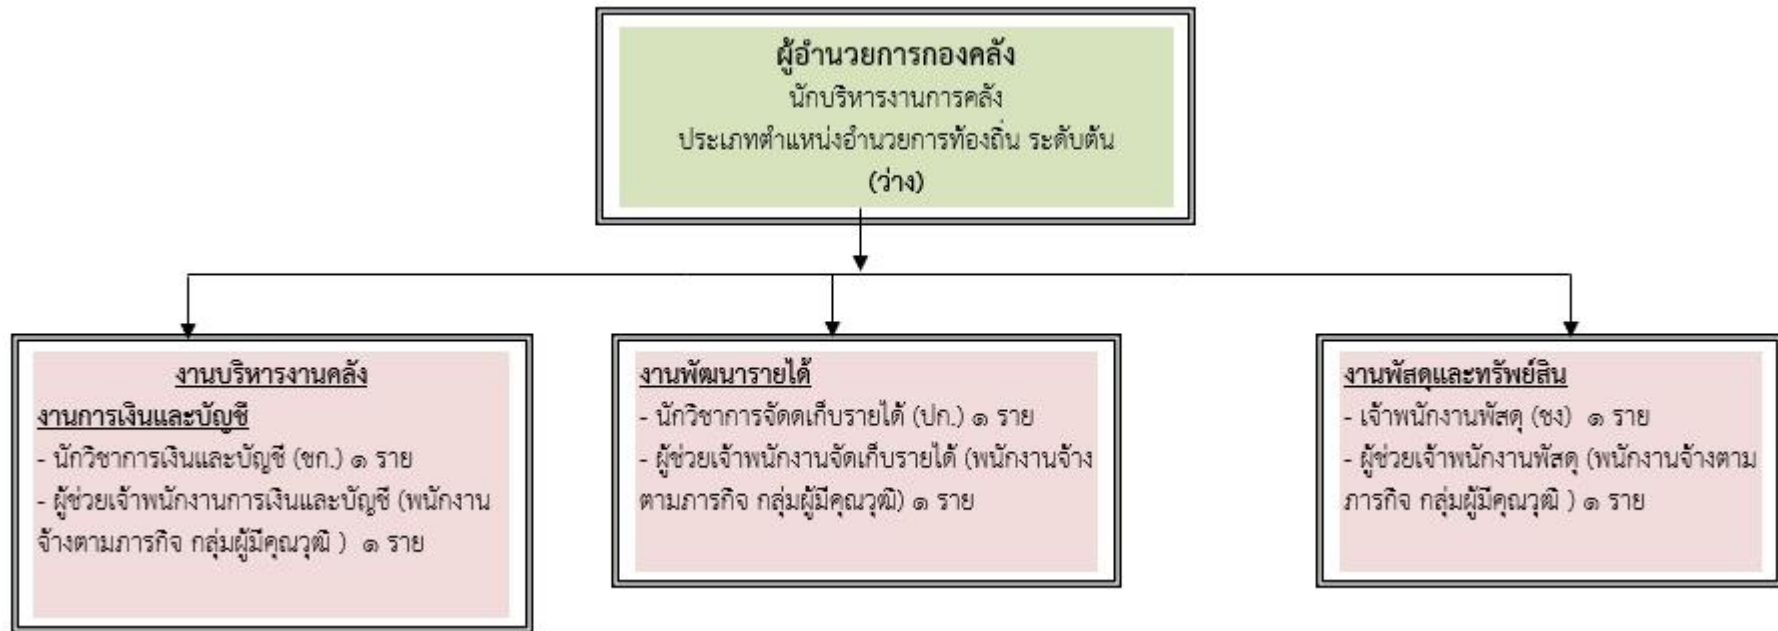 ผู้อำนวยการกองคลัง
นักบริหารงานการคลัง
ประเภทตำแหน่งอำนวยการท้องถิ่น ระดับต้น
(ว่าง)
งานบริหารงานคลัง
งานการเงินและบัญชี
- นักวิชาการเงินและบัญชี (ชก.) ๑ ราย
- ผู้ช่วยเจ้าพนักงานการเงินและบัญชี (พนักงาน
จ้างตามภารกิจ กลุ่มผู้มีคุณวุฒิ ) ๑ ราย
งานพัฒนารายได้
- นักวิชาการจัดดเก็บรายได้ (ปก.) ๑ ราย
- ผู้ช่วยเจ้าพนักงานจัดเก็บรายได้ (พนักงานจ้าง
ตามภารกิจ กลุ่มผู้มีคุณวุฒิ) ๑ ราย
งานพัสดุและทรัพย์สิน
- เจ้าพนักงานพัสดุ (ชง) ๑ ราย
- ผู้ช่วยเจ้าพนักงานพัสดุ (พนักงานจ้างตาม
ภารกิจ กลุ่มผู้มีคุณวุฒิ ) ๑ ราย